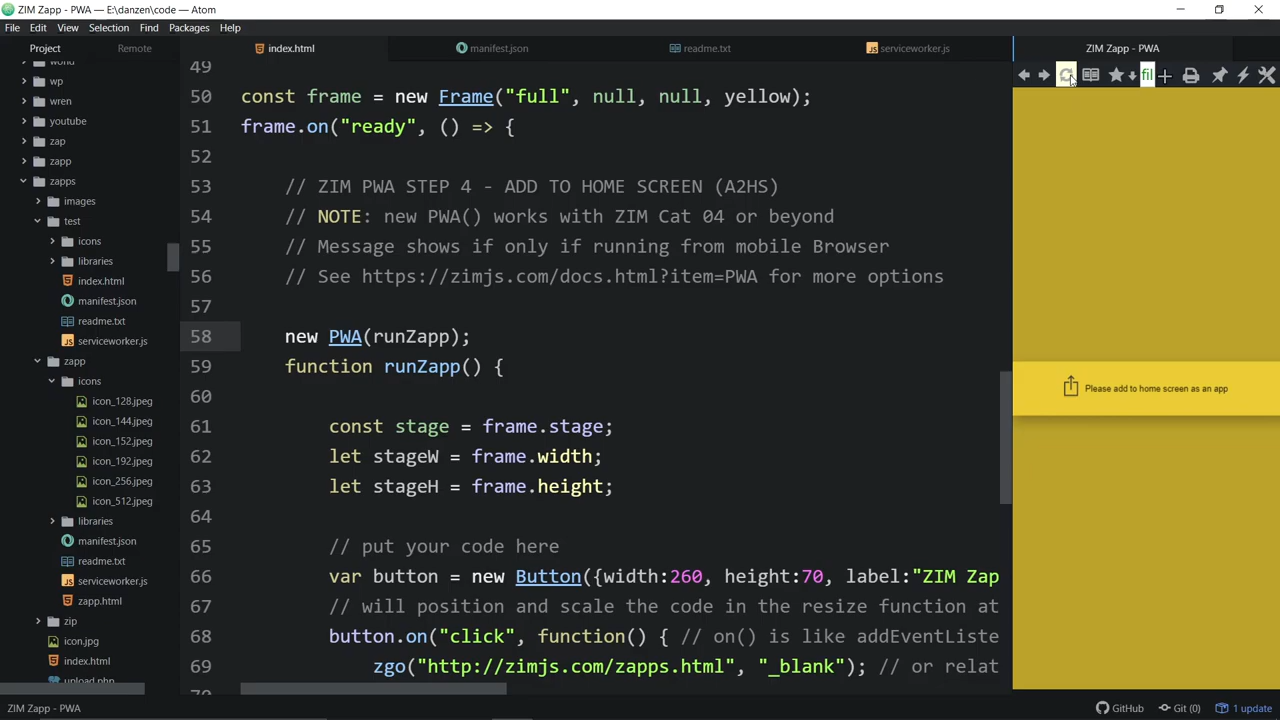 ZIM Zapp - PWA — E:\danzen\code — Atom
File Edit View Selection Find Packages Help
Project Remote
index.html manifest.json readme.txt serviceworker.js ZIM Zapp - PWA
world
wp
wren
youtube
zap
zapp
zapps
images
test
icons
libraries
index.html
manifest.json
readme.txt
serviceworker.js
zapp
icons
icon_128.jpeg
icon_144.jpeg
icon_152.jpeg
icon_192.jpeg
icon_256.jpeg
icon_512.jpeg
libraries
manifest.json
readme.txt
serviceworker.js
zapp.html
zip
icon.jpg
index.html
upload.php
49
50 const frame = new Frame("full", null, null, yellow);
51 frame.on("ready", () => {
52
53 // ZIM PWA STEP 4 - ADD TO HOME SCREEN (A2HS)
54 // NOTE: new PWA() works with ZIM Cat 04 or beyond
55 // Message shows if only if running from mobile Browser
56 // See https://zimjs.com/docs.html?item=PWA for more options
57
58 new PWA(runZapp);
59 function runZapp() {
60
61 const stage = frame.stage;
62 let stageW = frame.width;
63 let stageH = frame.height;
64
65 // put your code here
66 var button = new Button({width:260, height:70, label:"ZIM Zap
67 // will position and scale the code in the resize function at
68 button.on("click", function() { // on() is like addEventListe
69 zgo("http://zimjs.com/zapps.html", "_blank"); // or relat
70
fil
Please add to home screen as an app
ZIM Zapp - PWA
GitHub Git (0) 1 update